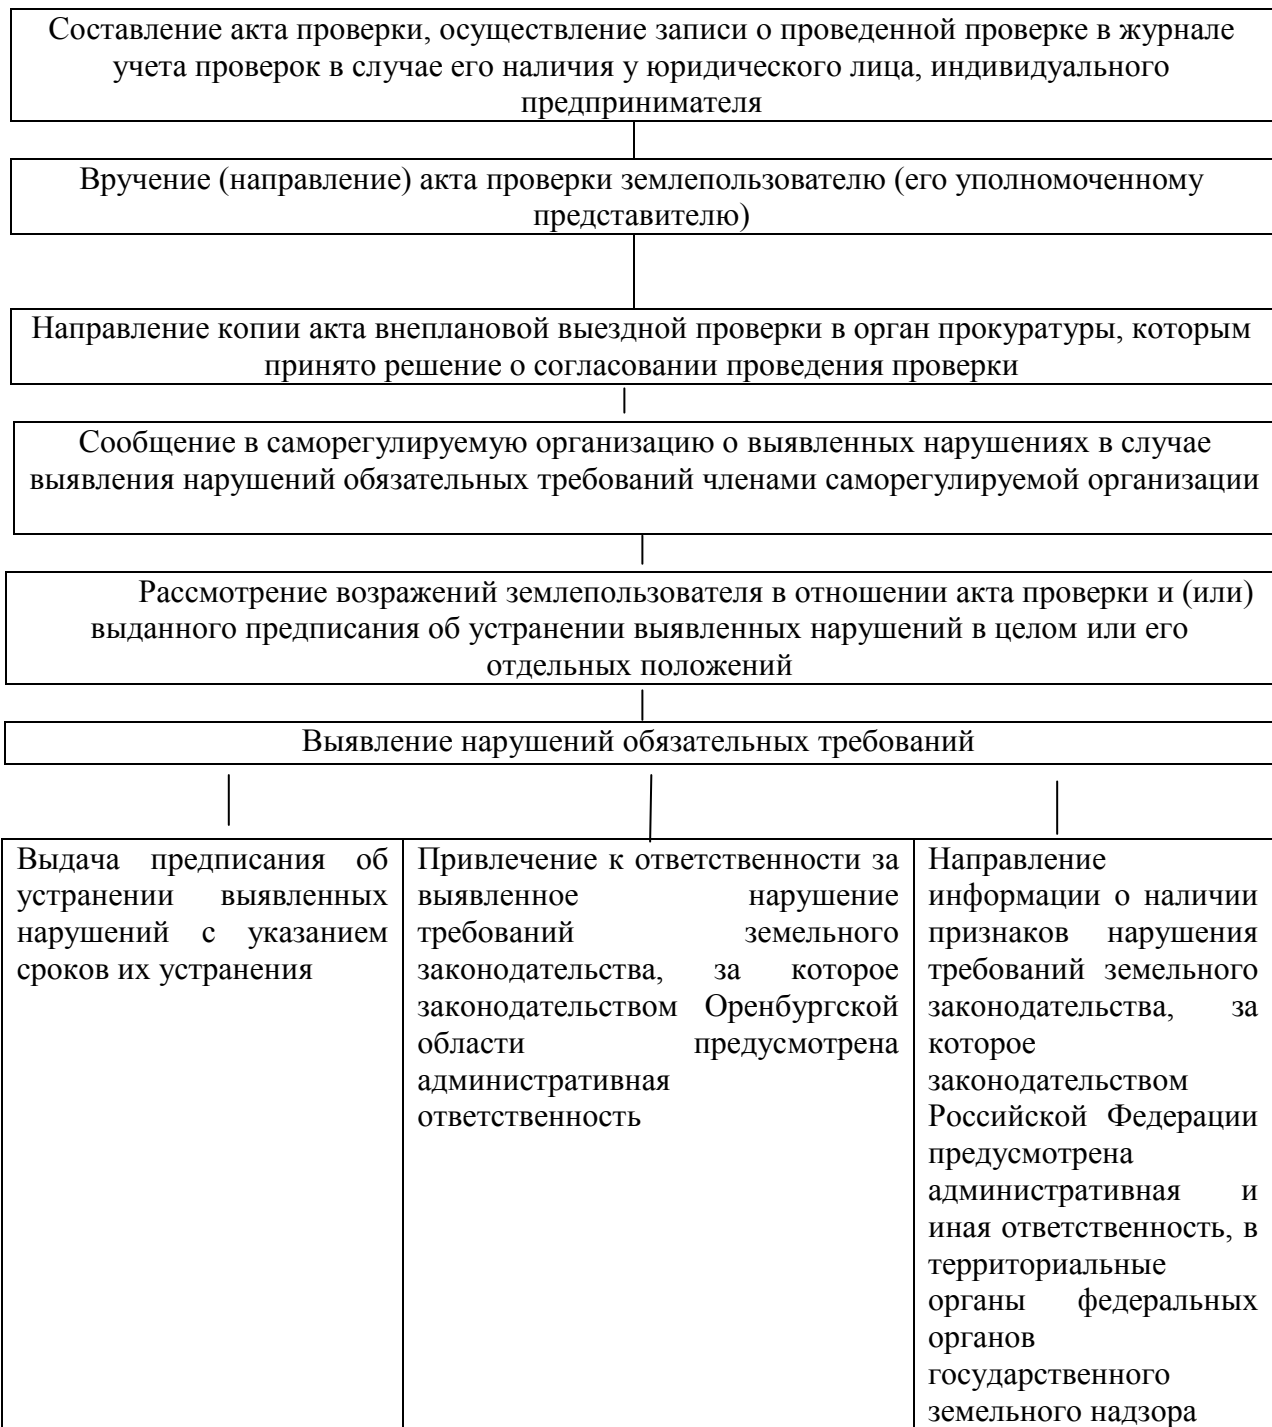 Составление акта проверки, осуществление записи о проведенной проверке в журнале
учета проверок в случае его наличия у юридического лица, индивидуального
предпринимателя
Вручение (направление) акта проверки землепользователю (его уполномоченному
представителю)
Направление копии акта внеплановой выездной проверки в орган прокуратуры, которым
принято решение о согласовании проведения проверки
Сообщение в саморегулируемую организацию о выявленных нарушениях в случае
выявления нарушений обязательных требований членами саморегулируемой организации
Рассмотрение возражений землепользователя в отношении акта проверки и (или)
выданного предписания об устранении выявленных нарушений в целом или его
отдельных положений
Выявление нарушений обязательных требований
Выдача предписания об
устранении выявленных
нарушений с указанием
сроков их устранения
Привлечение к ответственности за
выявленное нарушение
требований земельного
законодательства, за которое
законодательством Оренбургской
области предусмотрена
административная
ответственность
Направление
информации о наличии
признаков нарушения
требований земельного
законодательства, за
которое
законодательством
Российской Федерации
предусмотрена
административная и
иная ответственность, в
территориальные
органы федеральных
органов
государственного
земельного надзора